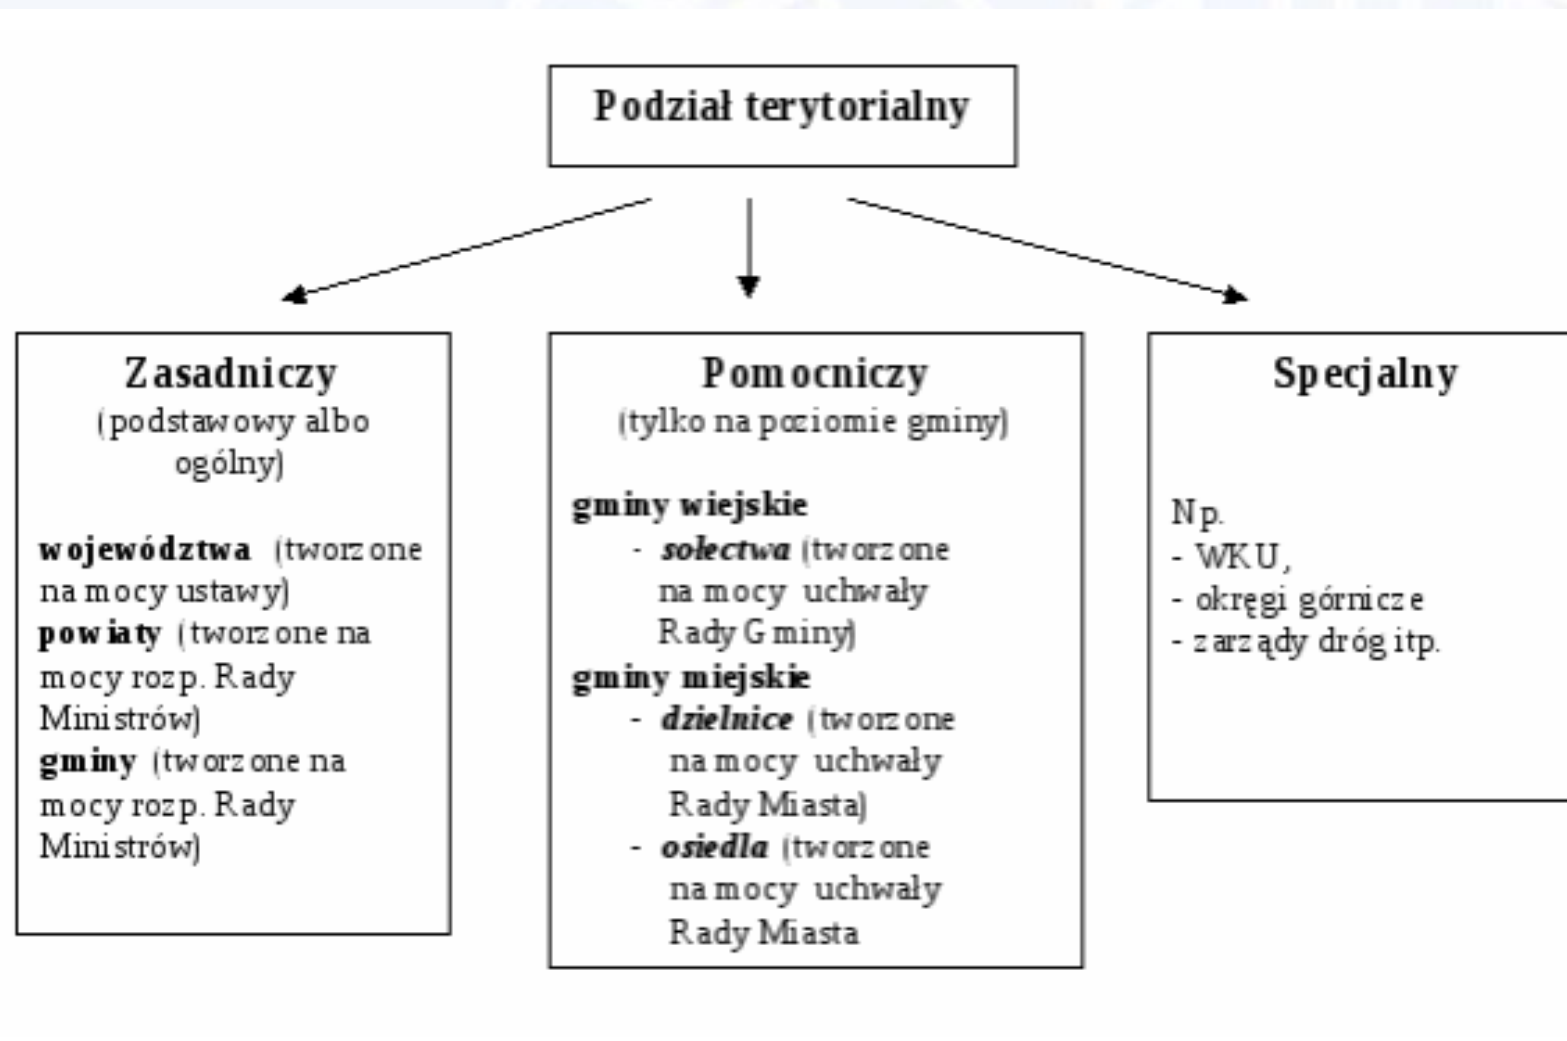 Podział terytorialny
Zasadniczy
(podstawowy albo
ogólny)
województwa (tworzone
na mocy ustawy)
powiaty (tworzone na
mocy rozp. Rady
Ministrów)
gminy (tworzone na
mocy rozp. Rady
Ministrów)
Pomocniczy
(tylko na poziomie gminy)
gminy wiejskie
- sołectwa (tworzone
na mocy uchwały
Rady Gminy)
gminy miejskie
- dzielnice (tworzone
na mocy uchwały
Rady Miasta)
- osiedla (tworzone
na mocy uchwały
Rady Miasta
Specjalny
Np.
- WKU,
- okręgi górnicze
- zarządy dróg itp.